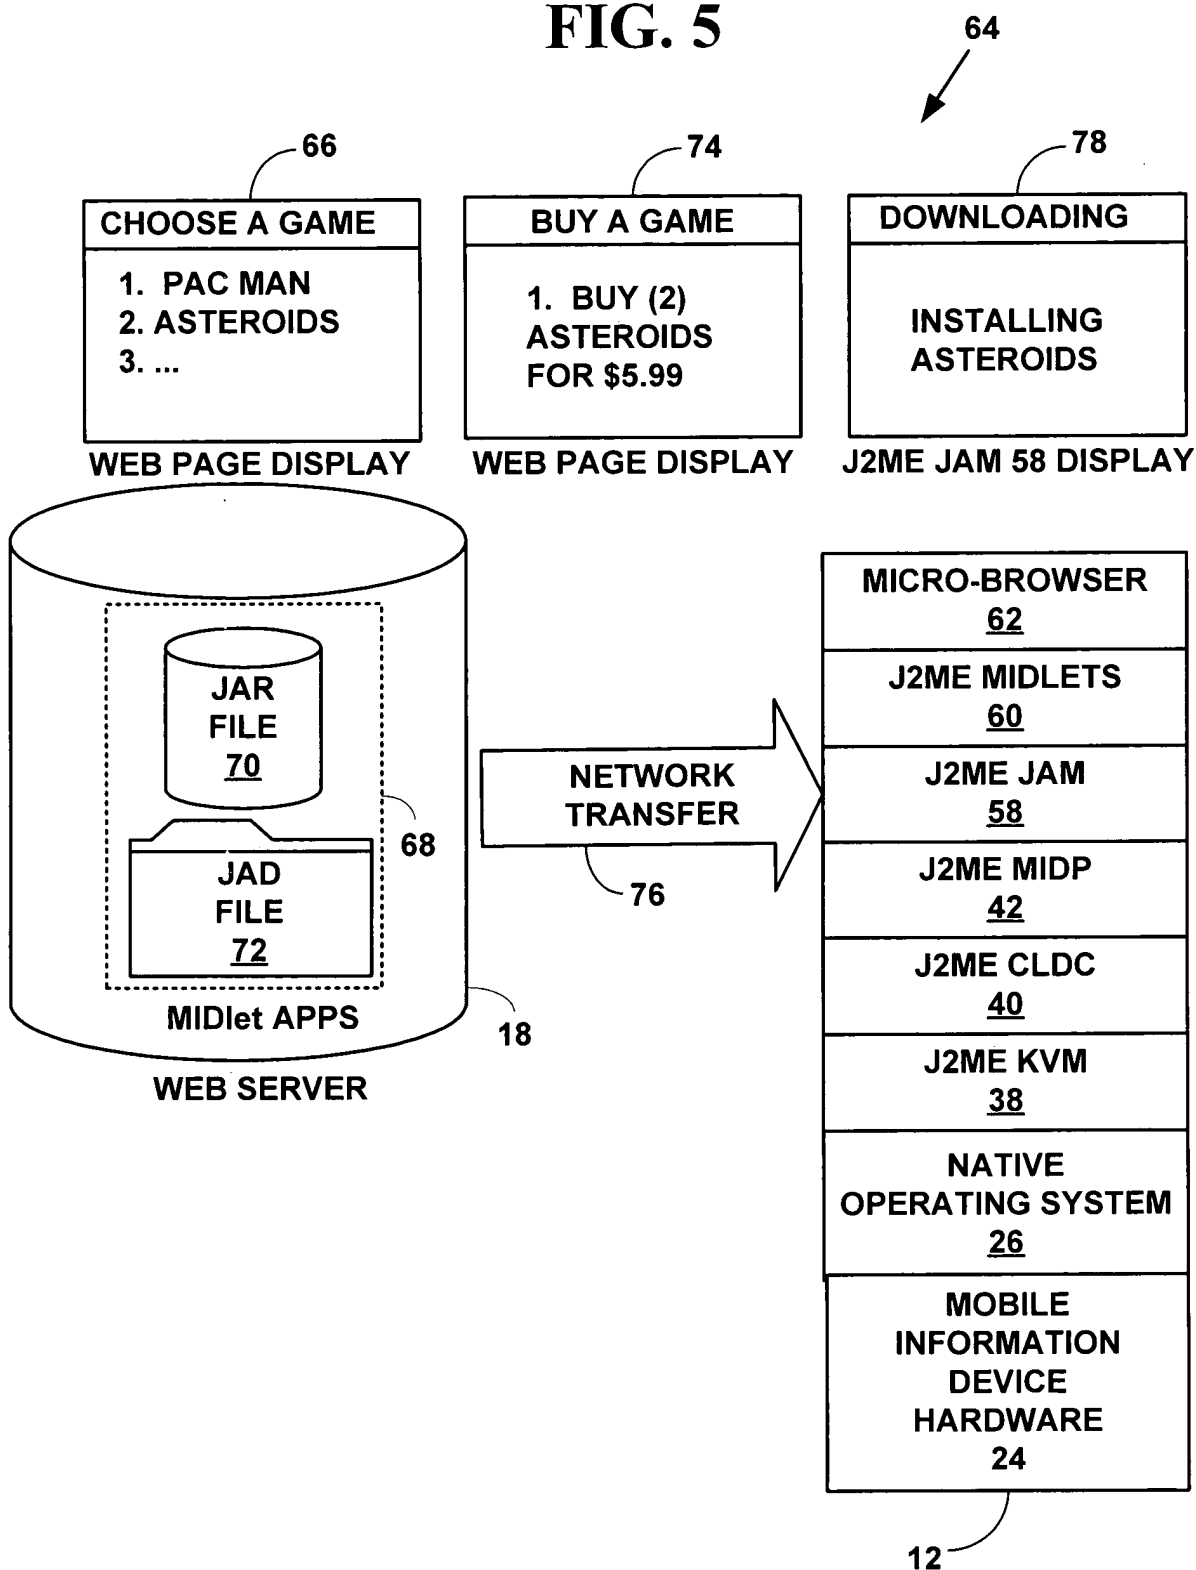 FIG. 5
64
66
74
78
CHOOSE A GAME
1. PAC MAN
2. ASTEROIDS
3. ...
WEB PAGE DISPLAY
BUY A GAME
1. BUY (2)
ASTEROIDS
FOR $5.99
WEB PAGE DISPLAY
DOWNLOADING
INSTALLING
ASTEROIDS
J2ME JAM 58 DISPLAY
JAR
FILE
70
JAD
FILE
72
68
MIDlet APPS
18
WEB SERVER
NETWORK
TRANSFER
76
MICRO-BROWSER
62
J2ME MIDLETS
60
J2ME JAM
58
J2ME MIDP
42
J2ME CLDC
40
J2ME KVM
38
NATIVE
OPERATING SYSTEM
26
MOBILE
INFORMATION
DEVICE
HARDWARE
24
12